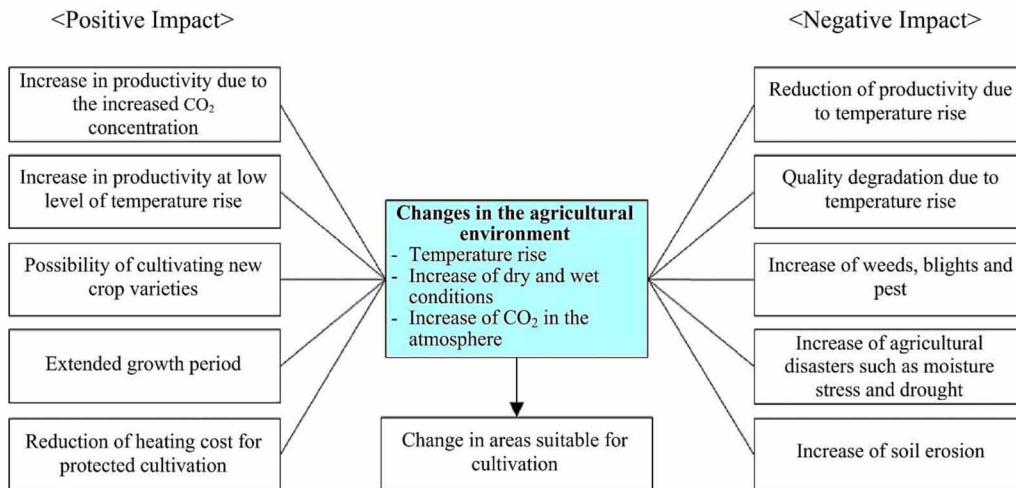 <Positive Impact>
<Negative Impact>
Increase in productivity due to
the increased CO₂
concentration
Increase in productivity at low
level of temperature rise
Possibility of cultivating new
crop varieties
Extended growth period
Reduction of heating cost for
protected cultivation
Changes in the agricultural
environment
- Temperature rise
- Increase of dry and wet
conditions
- Increase of CO₂ in the
atmosphere
Change in areas suitable for
cultivation
Reduction of productivity due
to temperature rise
Quality degradation due to
temperature rise
Increase of weeds, blights and
pest
Increase of agricultural
disasters such as moisture
stress and drought
Increase of soil erosion